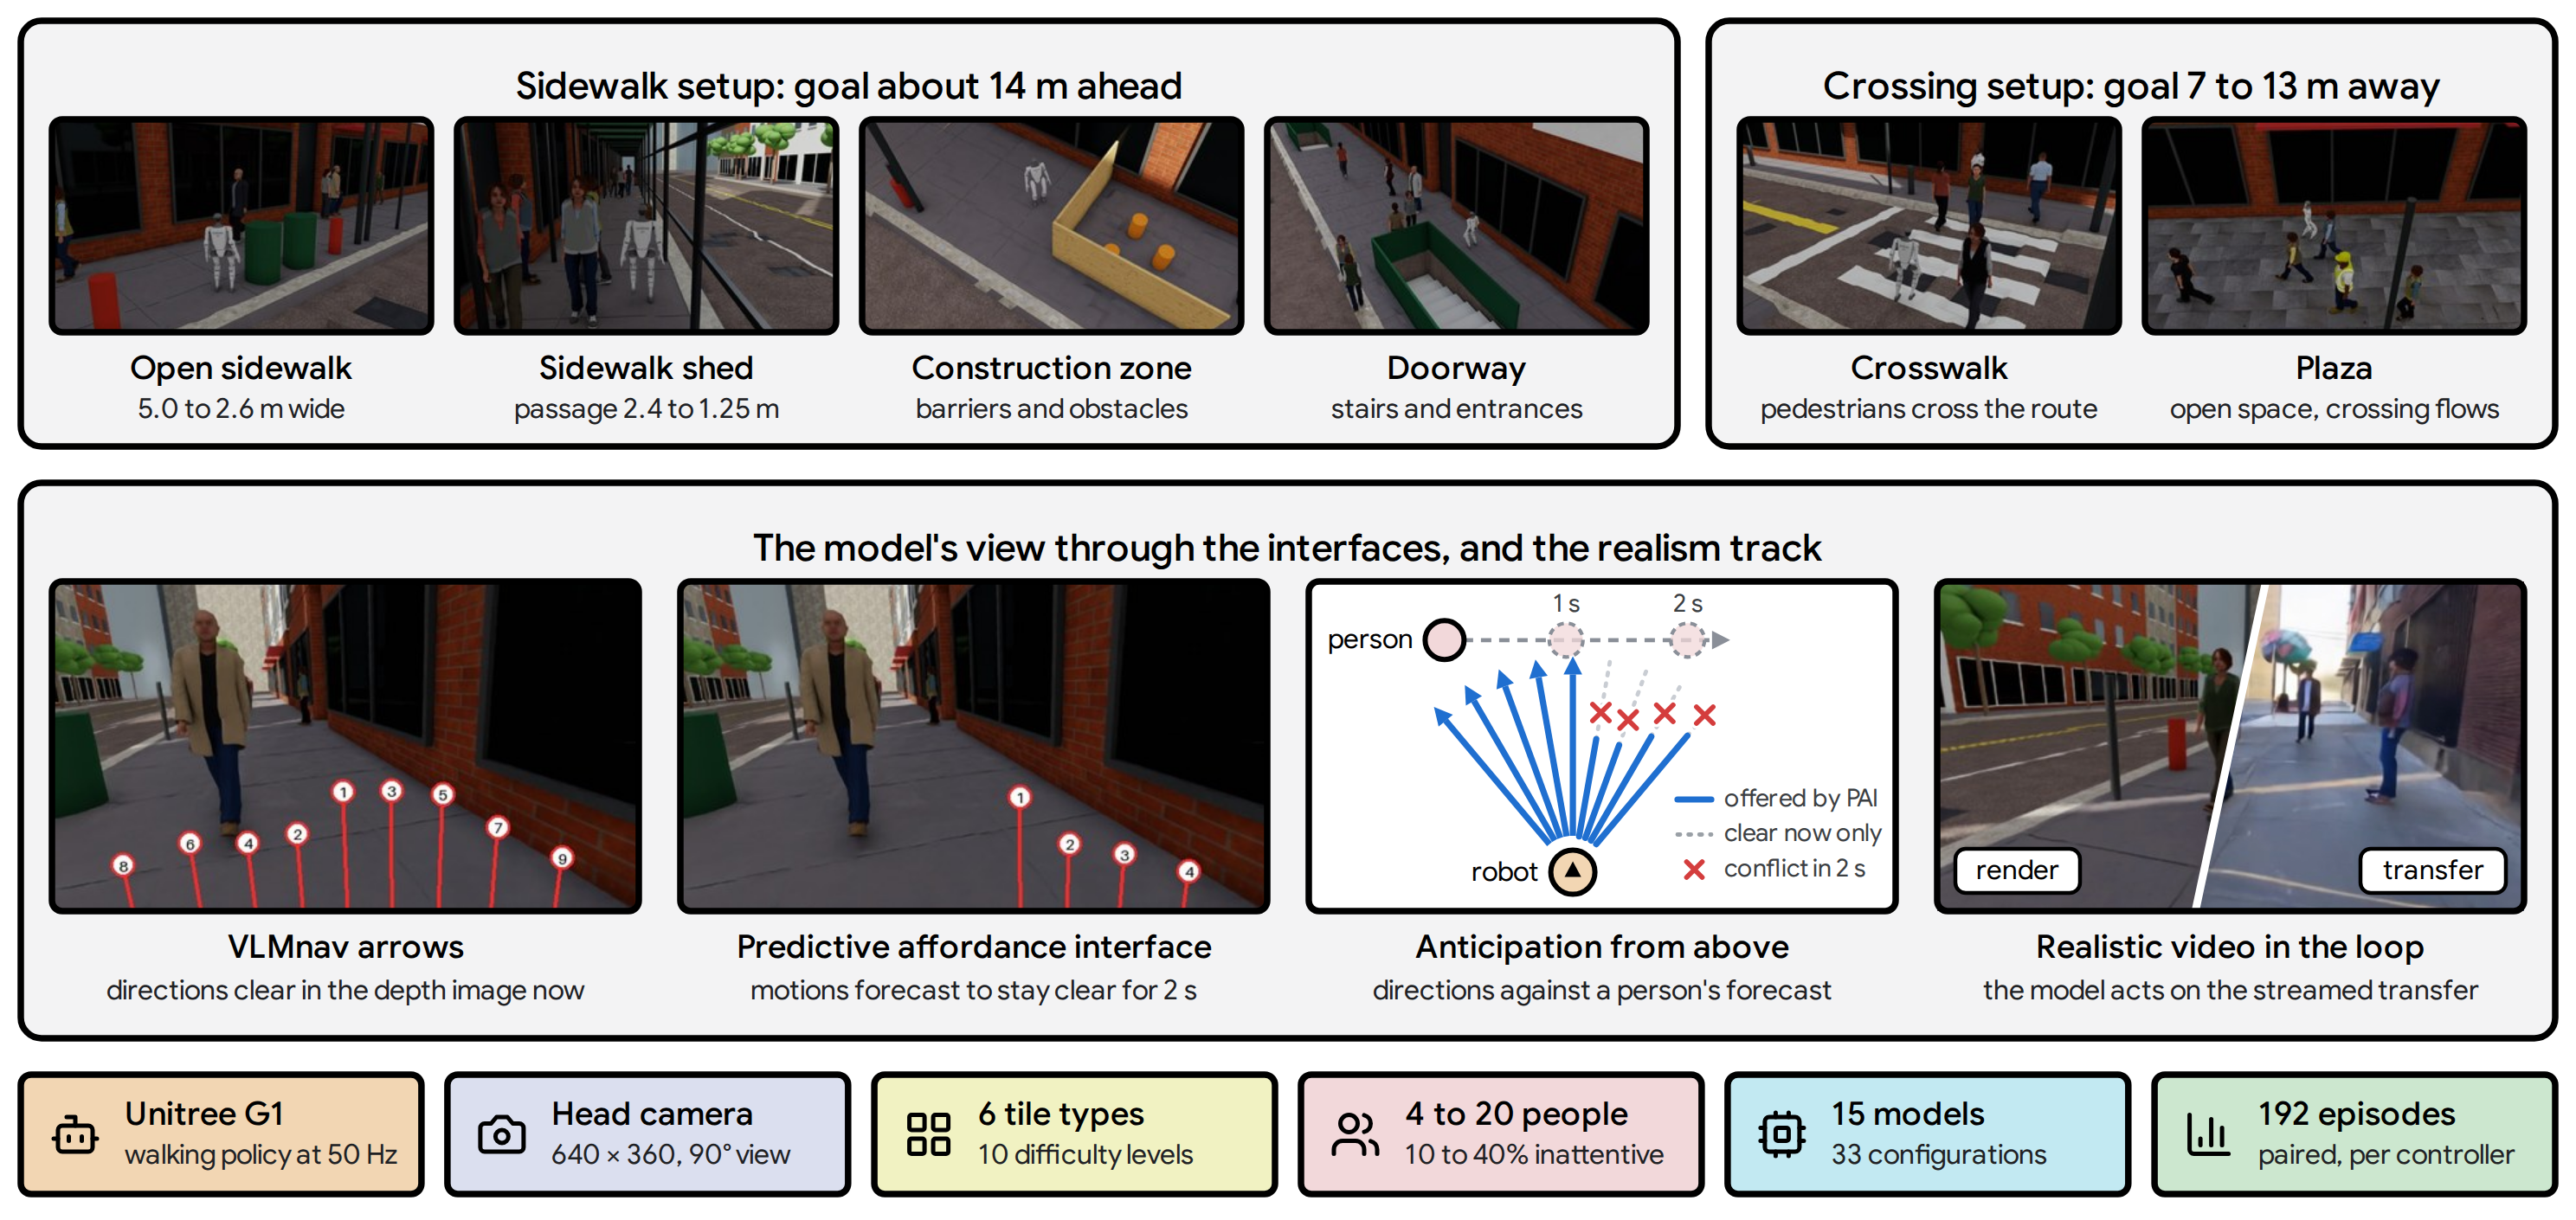 Sidewalk setup: goal about 14 m ahead
Open sidewalk
5.0 to 2.6 m wide
Sidewalk shed
passage 2.4 to 1.25 m
Construction zone
barriers and obstacles
Doorway
stairs and entrances
Crossing setup: goal 7 to 13 m away
Crosswalk
pedestrians cross the route
Plaza
open space, crossing flows
The model's view through the interfaces, and the realism track
8
6
4
2
1
3
5
7
9
VLMnav arrows
directions clear in the depth image now
1
2
3
4
Predictive affordance interface
motions forecast to stay clear for 2 s
1 s
2 s
person
offered by PAI
clear now only
conflict in 2 s
robot
Anticipation from above
directions against a person's forecast
render
transfer
Realistic video in the loop
the model acts on the streamed transfer
Unitree G1
walking policy at 50 Hz
Head camera
640 × 360, 90° view
6 tile types
10 difficulty levels
4 to 20 people
10 to 40% inattentive
15 models
33 configurations
192 episodes
paired, per controller